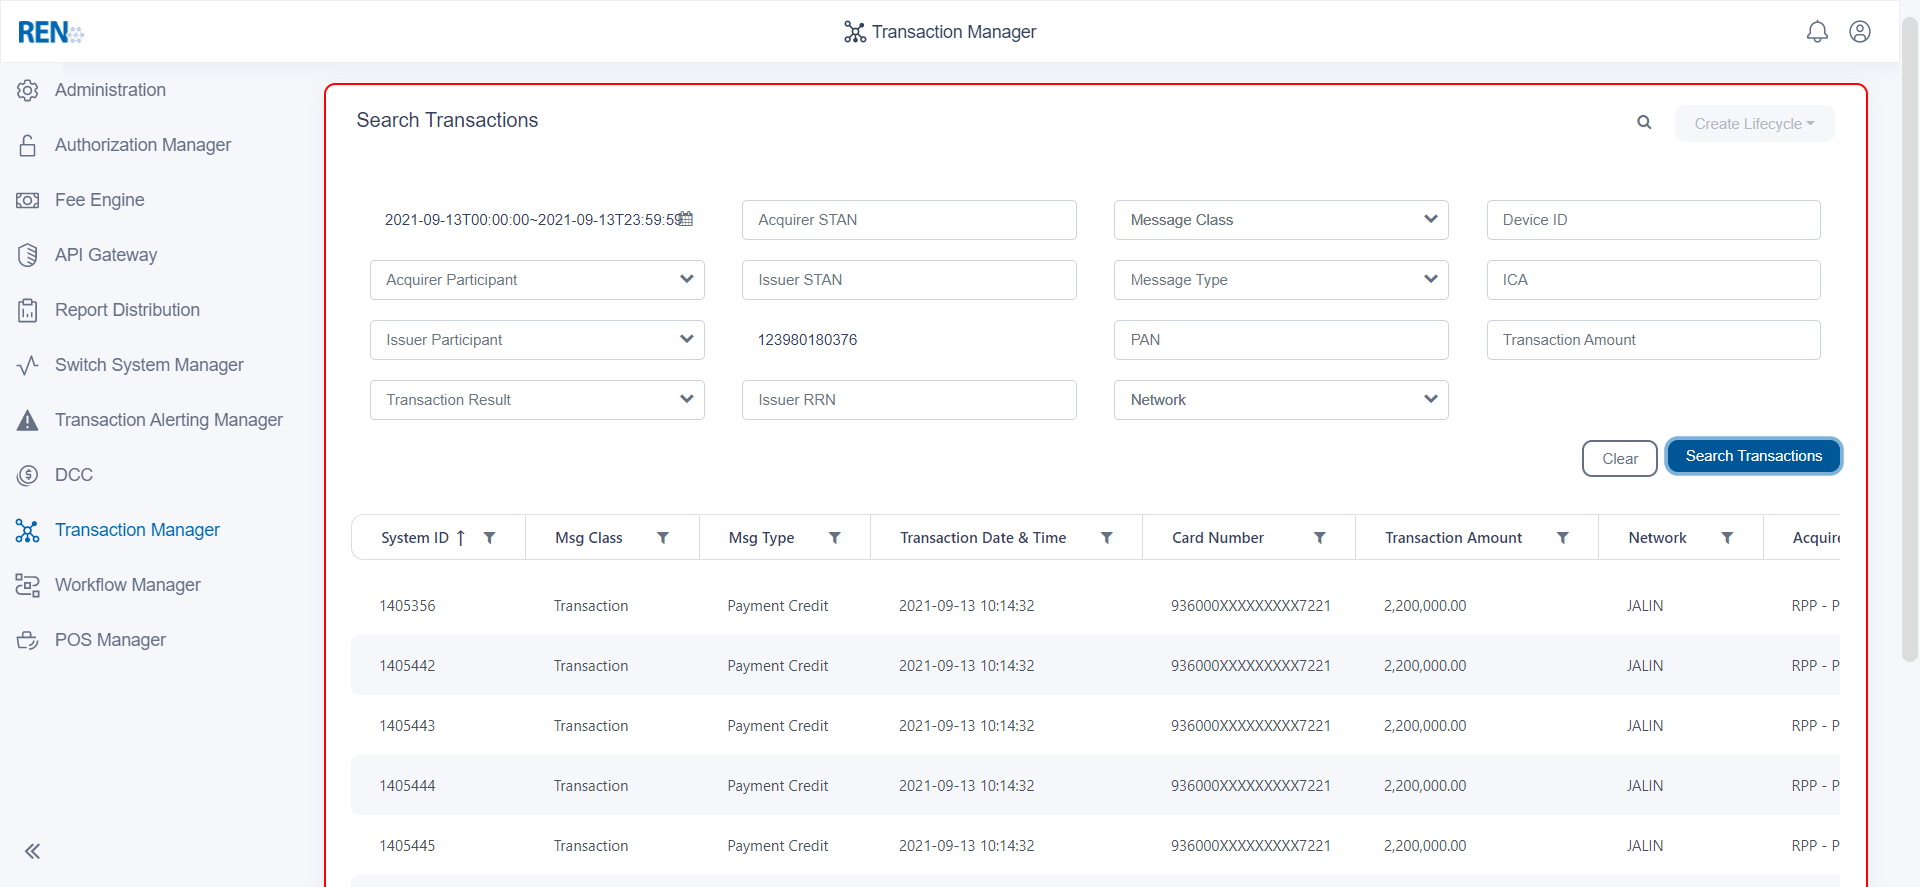 REN
Transaction Manager
Administration
Authorization Manager
Fee Engine
API Gateway
Report Distribution
Switch System Manager
Transaction Alerting Manager
DCC
Transaction Manager
Workflow Manager
POS Manager
Search Transactions
Create Lifecycle
2021-09-13T00:00:00~2021-09-13T23:59:59 Acquirer STAN Message Class Device ID
Acquirer Participant Issuer STAN Message Type ICA
Issuer Participant 123980180376 PAN Transaction Amount
Transaction Result Issuer RRN Network
Clear Search Transactions
System ID Msg Class Msg Type Transaction Date & Time Card Number Transaction Amount Network Acquire
1405356 Transaction Payment Credit 2021-09-13 10:14:32 936000XXXXXXXXX7221 2,200,000.00 JALIN RPP - P
1405442 Transaction Payment Credit 2021-09-13 10:14:32 936000XXXXXXXXX7221 2,200,000.00 JALIN RPP - P
1405443 Transaction Payment Credit 2021-09-13 10:14:32 936000XXXXXXXXX7221 2,200,000.00 JALIN RPP - P
1405444 Transaction Payment Credit 2021-09-13 10:14:32 936000XXXXXXXXX7221 2,200,000.00 JALIN RPP - P
1405445 Transaction Payment Credit 2021-09-13 10:14:32 936000XXXXXXXXX7221 2,200,000.00 JALIN RPP - P